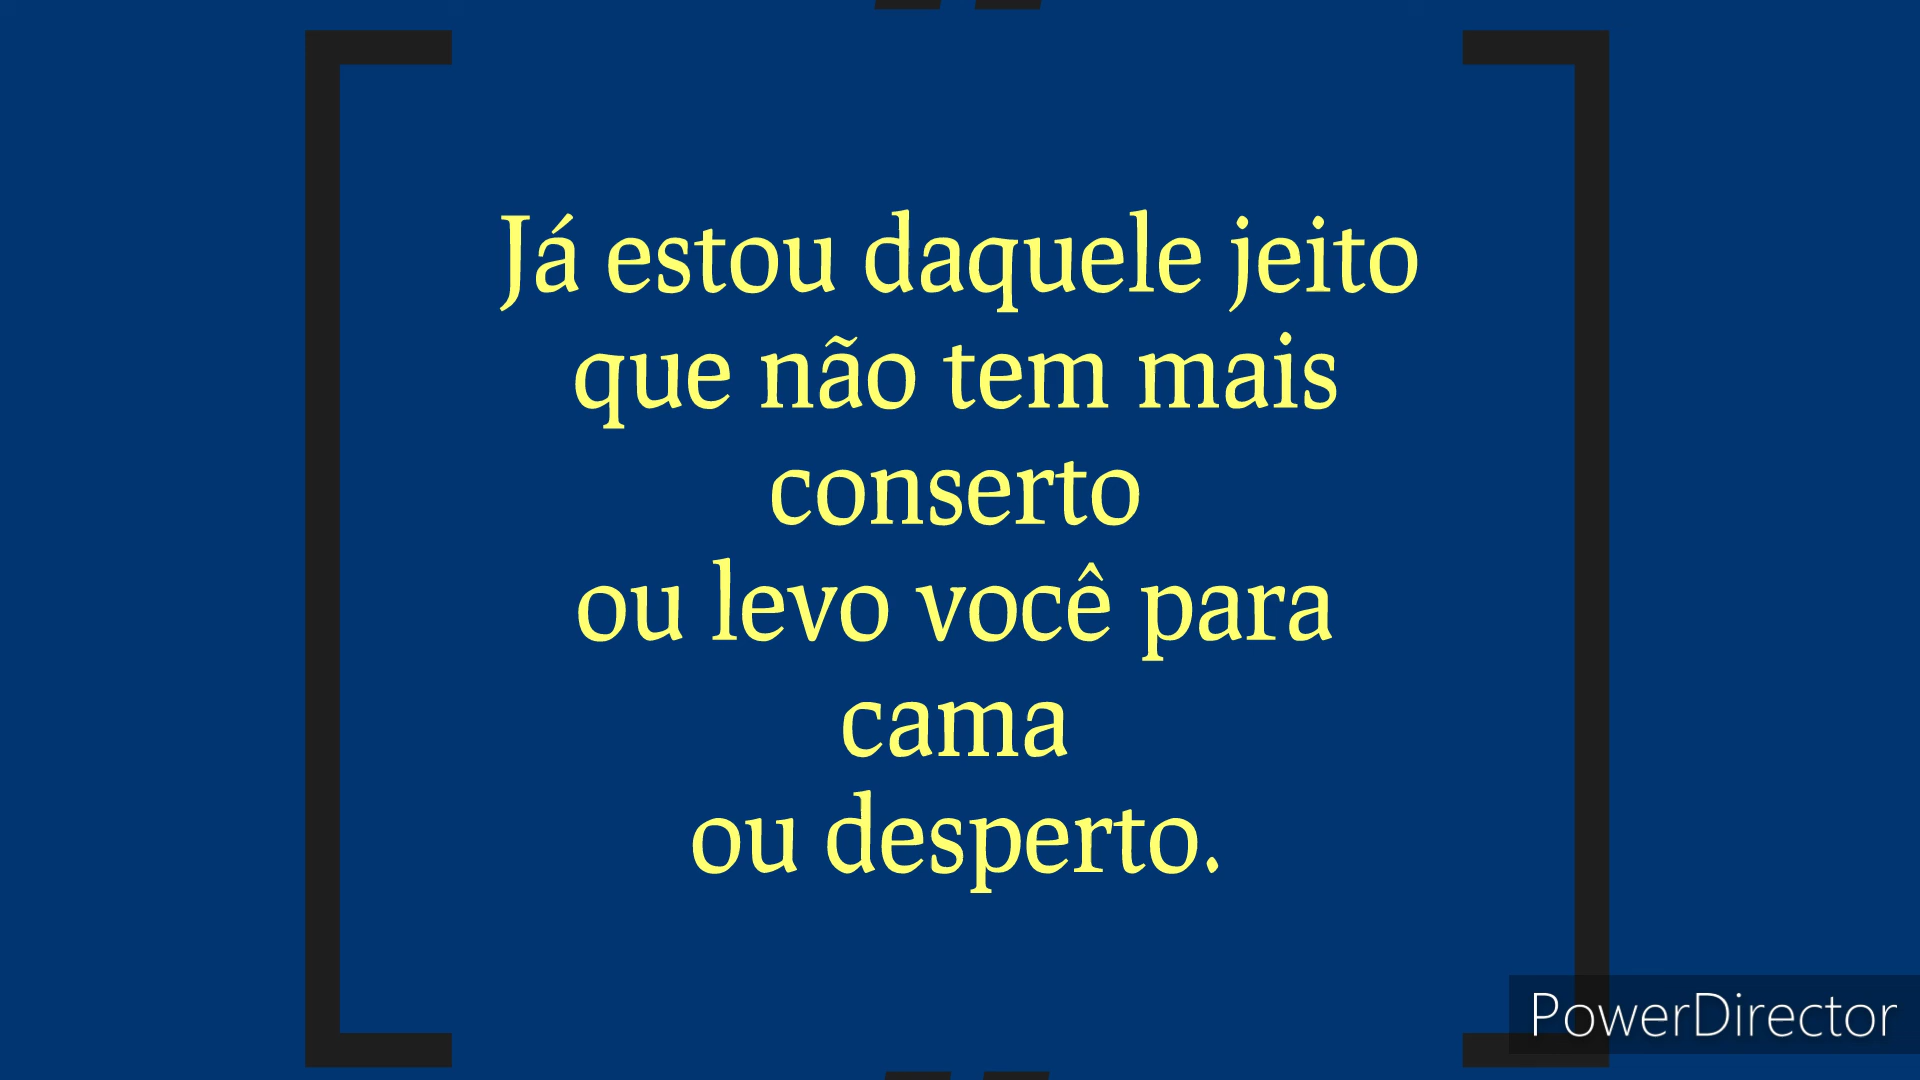 Já estou daquele jeito
que não tem mais
conserto
ou levo você para
cama
ou desperto.
PowerDirector